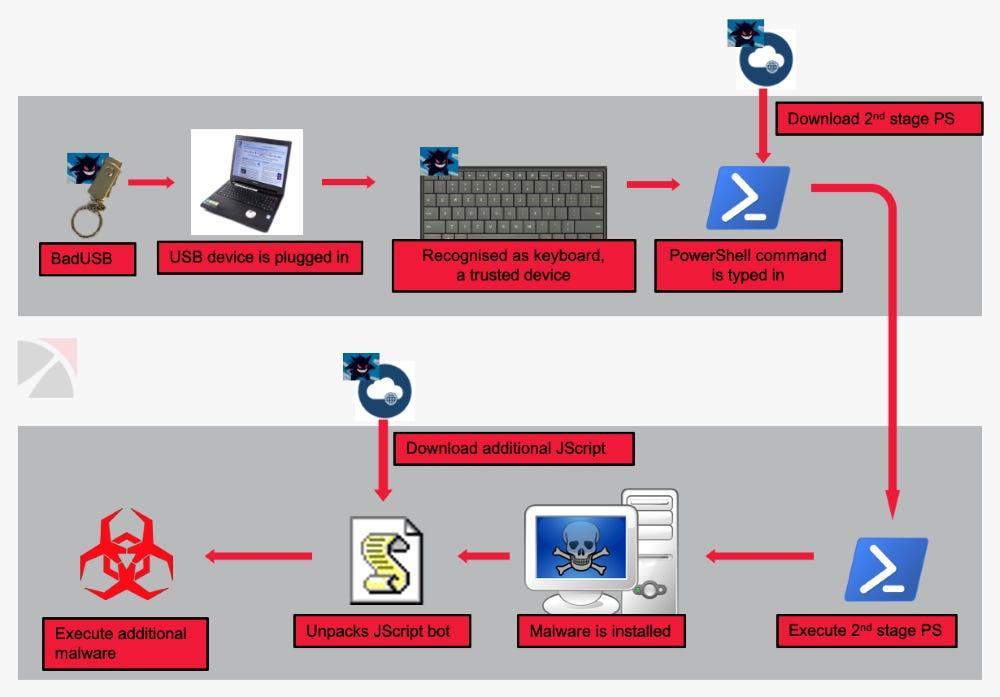 Download 2nd stage PS
BadUSB
USB device is plugged in
Recognised as keyboard,
a trusted device
PowerShell command
is typed in
Download additional JScript
Execute additional
malware
Unpacks JScript bot
Malware is installed
Execute 2nd stage PS